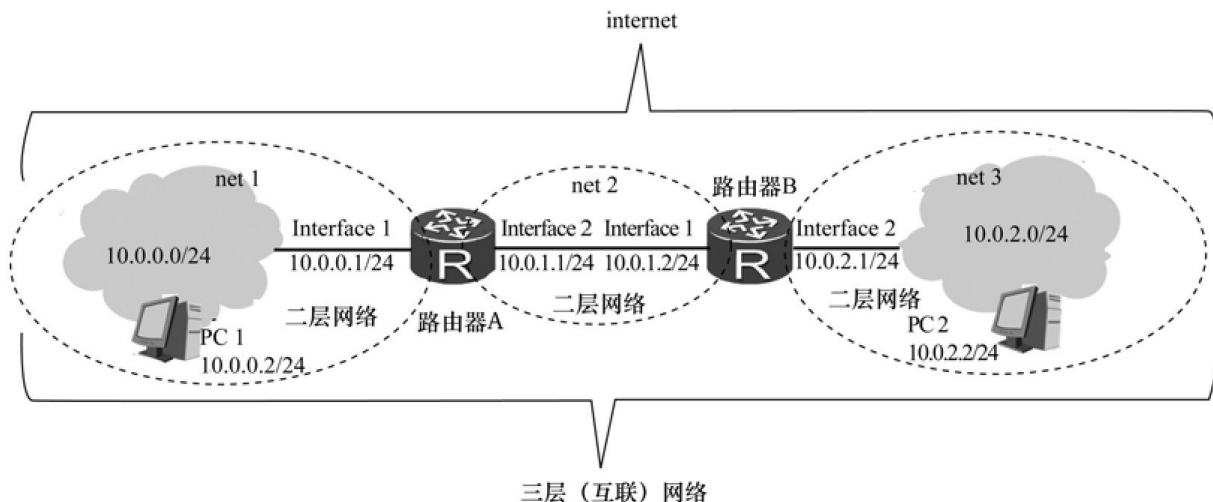 internet
net 1
net 2
路由器B
net 3
Interface 1
Interface 2
Interface 1
Interface 2
10.0.0.0/24
10.0.2.0/24
R
R
10.0.0.1/24
10.0.1.1/24
10.0.1.2/24
10.0.2.1/24
二层网络
二层网络
二层网络
路由器A
PC 1
10.0.0.2/24
PC 2
10.0.2.2/24
三层（互联）网络